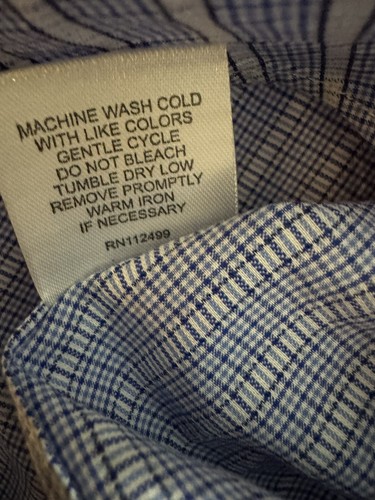 MACHINE WASH COLD
WITH LIKE COLORS
GENTLE CYCLE
DO NOT BLEACH
TUMBLE DRY LOW
REMOVE PROMPTLY
WARM IRON
IF NECESSARY
RN112499